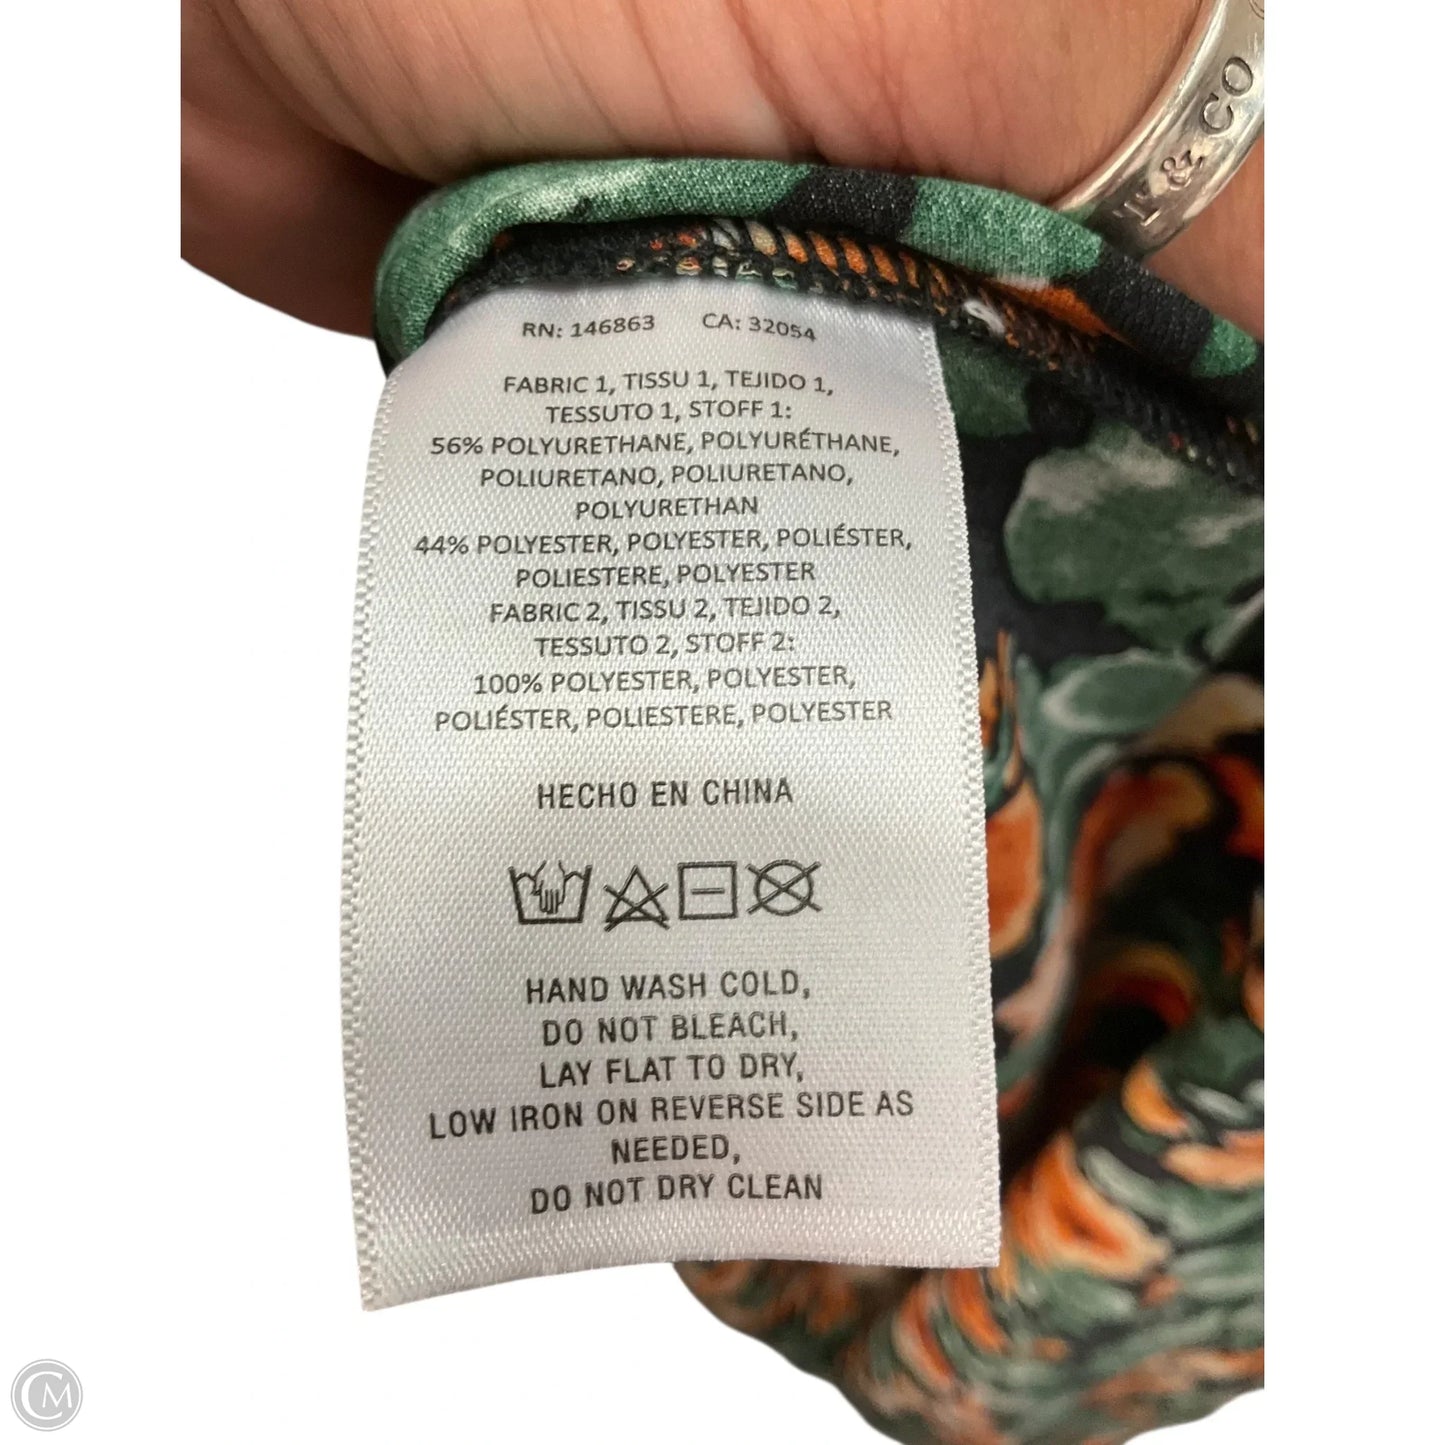 T & CO
RN: 146863 CA: 32054
FABRIC 1, TISSU 1, TEJIDO 1,
TESSUTO 1, STOFF 1:
56% POLYURETHANE, POLYURÉTHANE,
POLIURETANO, POLIURETANO,
POLYURETHAN
44% POLYESTER, POLYESTER, POLIÉSTER,
POLIESTERE, POLYESTER
FABRIC 2, TISSU 2, TEJIDO 2,
TESSUTO 2, STOFF 2:
100% POLYESTER, POLYESTER,
POLIÉSTER, POLIESTERE, POLYESTER
HECHO EN CHINA
HAND WASH COLD,
DO NOT BLEACH,
LAY FLAT TO DRY,
LOW IRON ON REVERSE SIDE AS
NEEDED,
DO NOT DRY CLEAN
CM